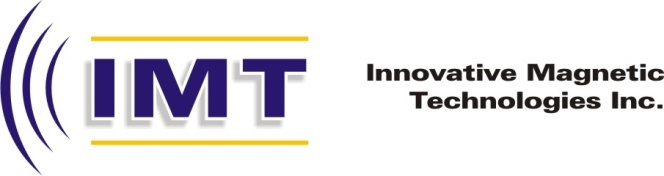 IMT
Innovative Magnetic
Technologies Inc.